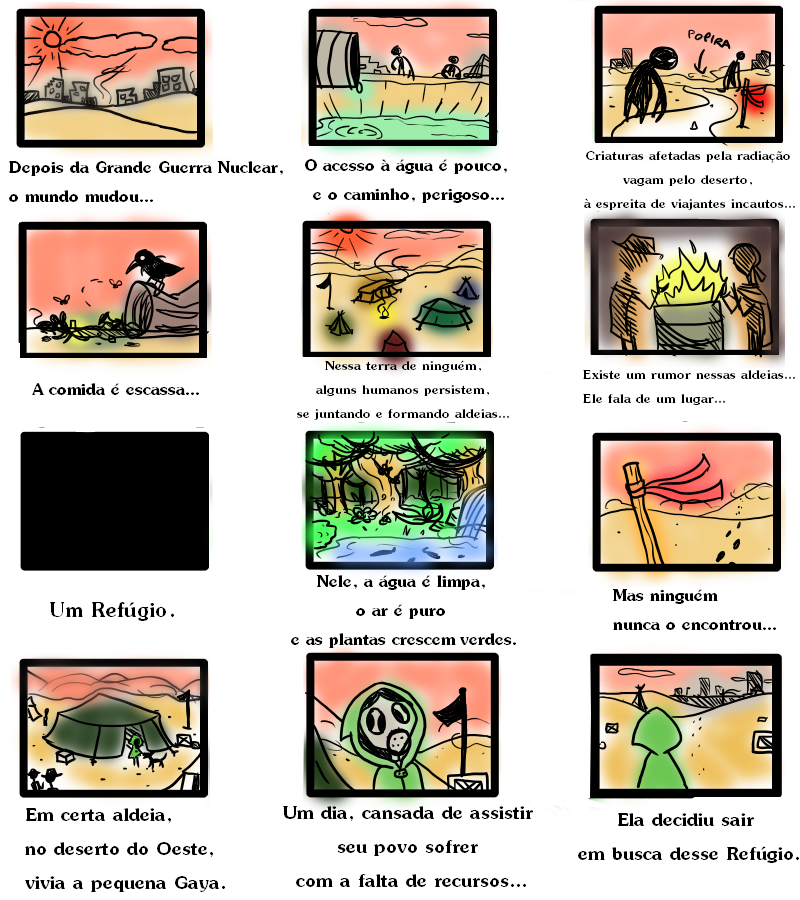 Depois da Grande Guerra Nuclear,
o mundo mudou...
O acesso à água é pouco,
e o caminho, perigoso...
POPIRA
Criaturas afetadas pela radiação
vagam pelo deserto,
à espreita de viajantes incautos...
A comida é escassa...
Nessa terra de ninguém,
alguns humanos persistem,
se juntando e formando aldeias...
Existe um rumor nessas aldeias...
Ele fala de um lugar...
Um Refúgio.
Nele, a água é limpa,
o ar é puro
e as plantas crescem verdes.
Mas ninguém
nunca o encontrou...
Em certa aldeia,
no deserto do Oeste,
vivia a pequena Gaya.
Um dia, cansada de assistir
seu povo sofrer
com a falta de recursos...
Ela decidiu sair
em busca desse Refúgio.